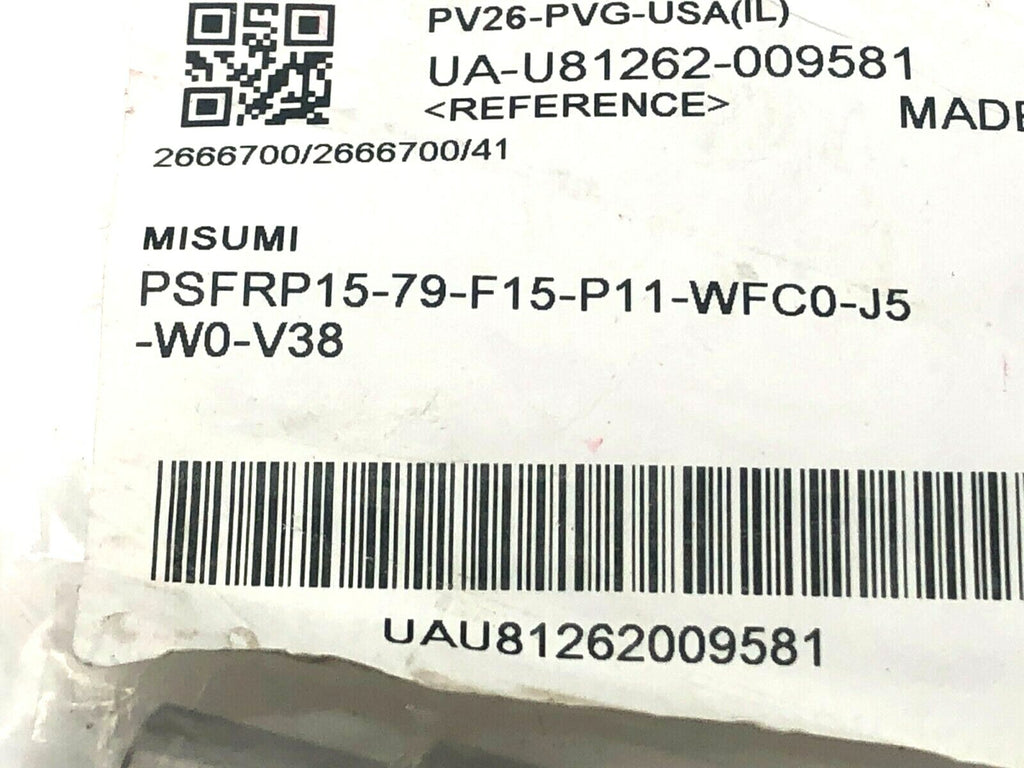 PV26-PVG-USA(IL)
UA-U81262-009581
<REFERENCE>
MADE
2666700/2666700/41
MISUMI
PSFRP15-79-F15-P11-WFC0-J5
-W0-V38
UAU81262009581